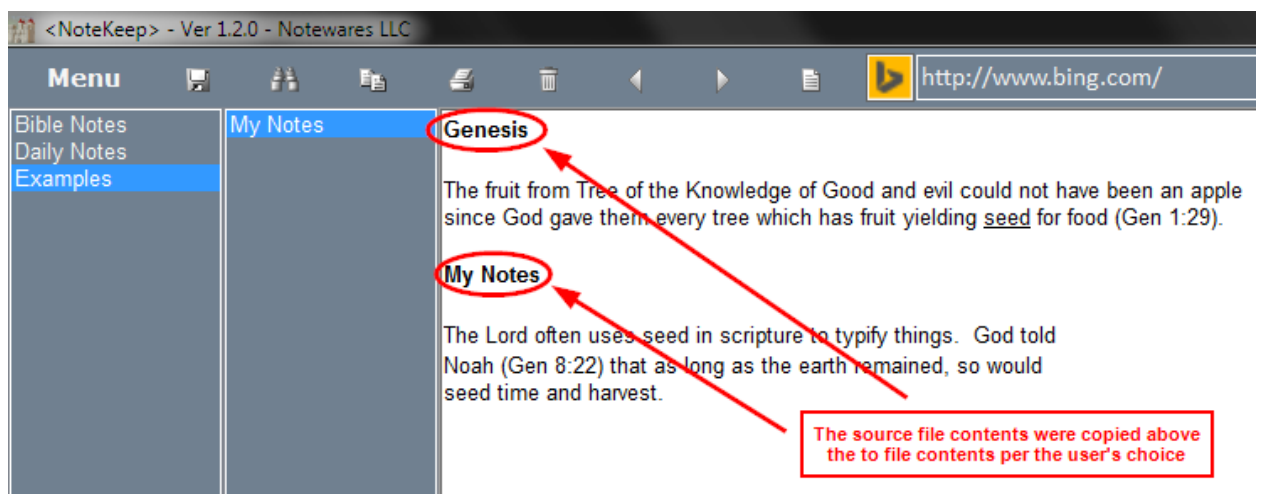 <NoteKeep> - Ver 1.2.0 - Notewares LLC
Menu
http://www.bing.com/
Bible Notes
Daily Notes
Examples
My Notes
Genesis
The fruit from Tree of the Knowledge of Good and evil could not have been an apple
since God gave them every tree which has fruit yielding seed for food (Gen 1:29).
My Notes
The Lord often uses seed in scripture to typify things.  God told
Noah (Gen 8:22) that as long as the earth remained, so would
seed time and harvest.
The source file contents were copied above
the to file contents per the user's choice